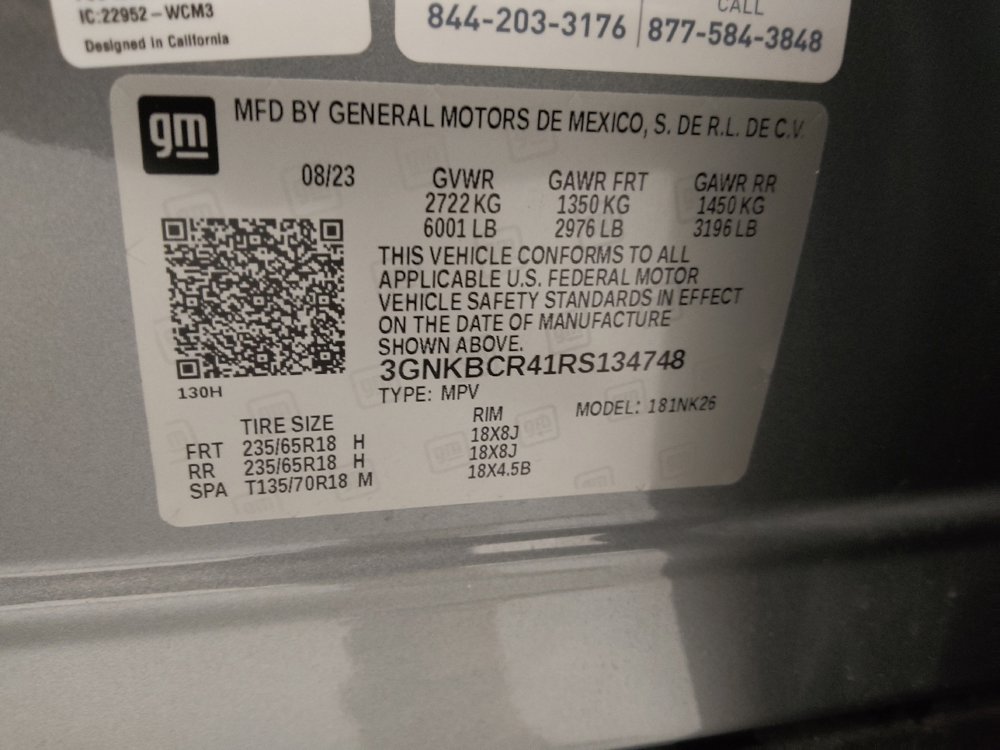 IC:22952-WCM3
Designed in California
CALL
844-203-3176 | 877-584-3848
gm
MFD BY GENERAL MOTORS DE MEXICO, S. DE R.L. DE C.V.
08/23 GVWR GAWR FRT GAWR RR
2722 KG 1350 KG 1450 KG
6001 LB 2976 LB 3196 LB
THIS VEHICLE CONFORMS TO ALL
APPLICABLE U.S. FEDERAL MOTOR
VEHICLE SAFETY STANDARDS IN EFFECT
ON THE DATE OF MANUFACTURE
SHOWN ABOVE.
3GNKBCR41RS134748
130H
TYPE: MPV MODEL: 181NK26
TIRE SIZE RIM
FRT 235/65R18 H 18X8J
RR 235/65R18 H 18X8J
SPA T135/70R18 M 18X4.5B